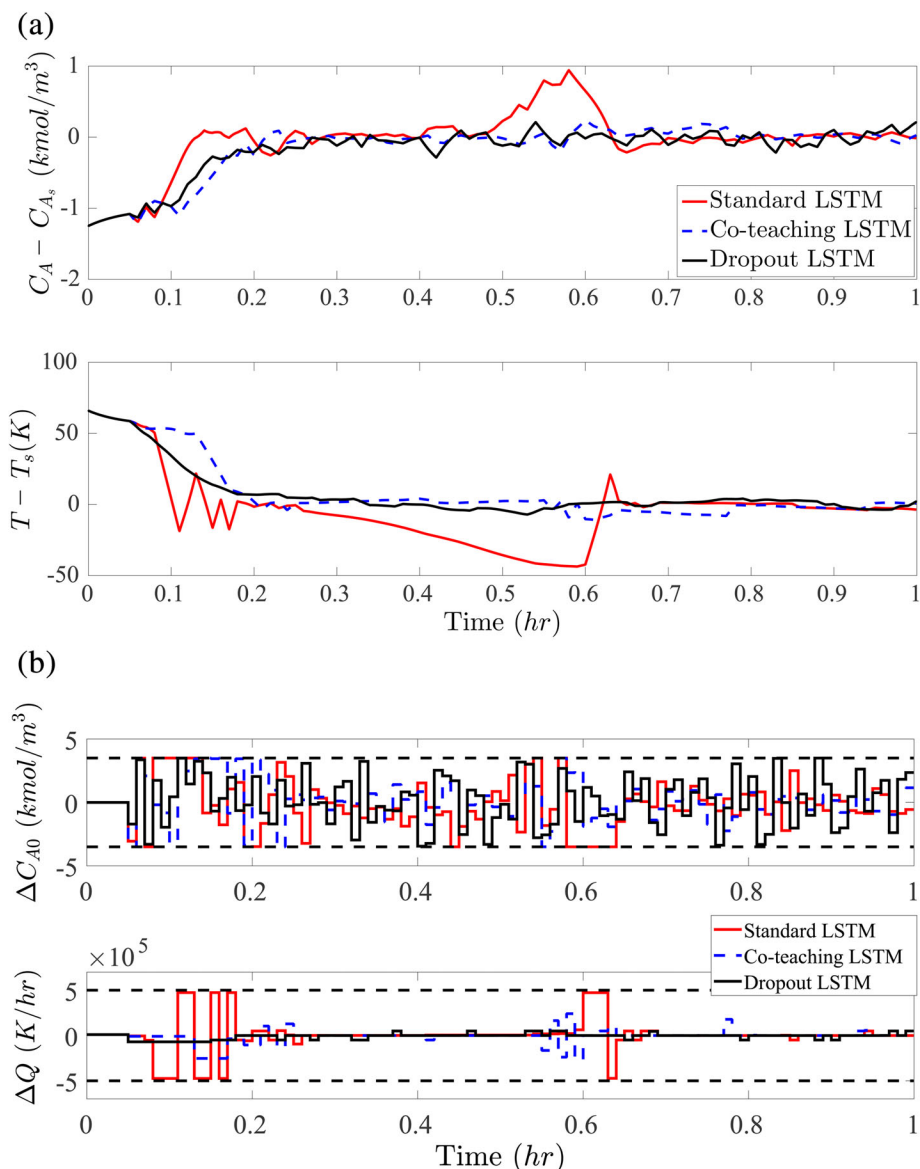 (a)
C_A − C_{A_s} (kmol/m^3)
1
0
-1
-2
0 0.1 0.2 0.3 0.4 0.5 0.6 0.7 0.8 0.9 1
Standard LSTM
Co-teaching LSTM
Dropout LSTM
T − T_s(K)
100
50
0
-50
0 0.1 0.2 0.3 0.4 0.5 0.6 0.7 0.8 0.9 1
Time (hr)
(b)
ΔC_{A0} (kmol/m^3)
5
0
-5
0 0.2 0.4 0.6 0.8 1
Standard LSTM
Co-teaching LSTM
Dropout LSTM
×10^5
ΔQ (K/hr)
5
0
-5
0 0.2 0.4 0.6 0.8 1
Time (hr)